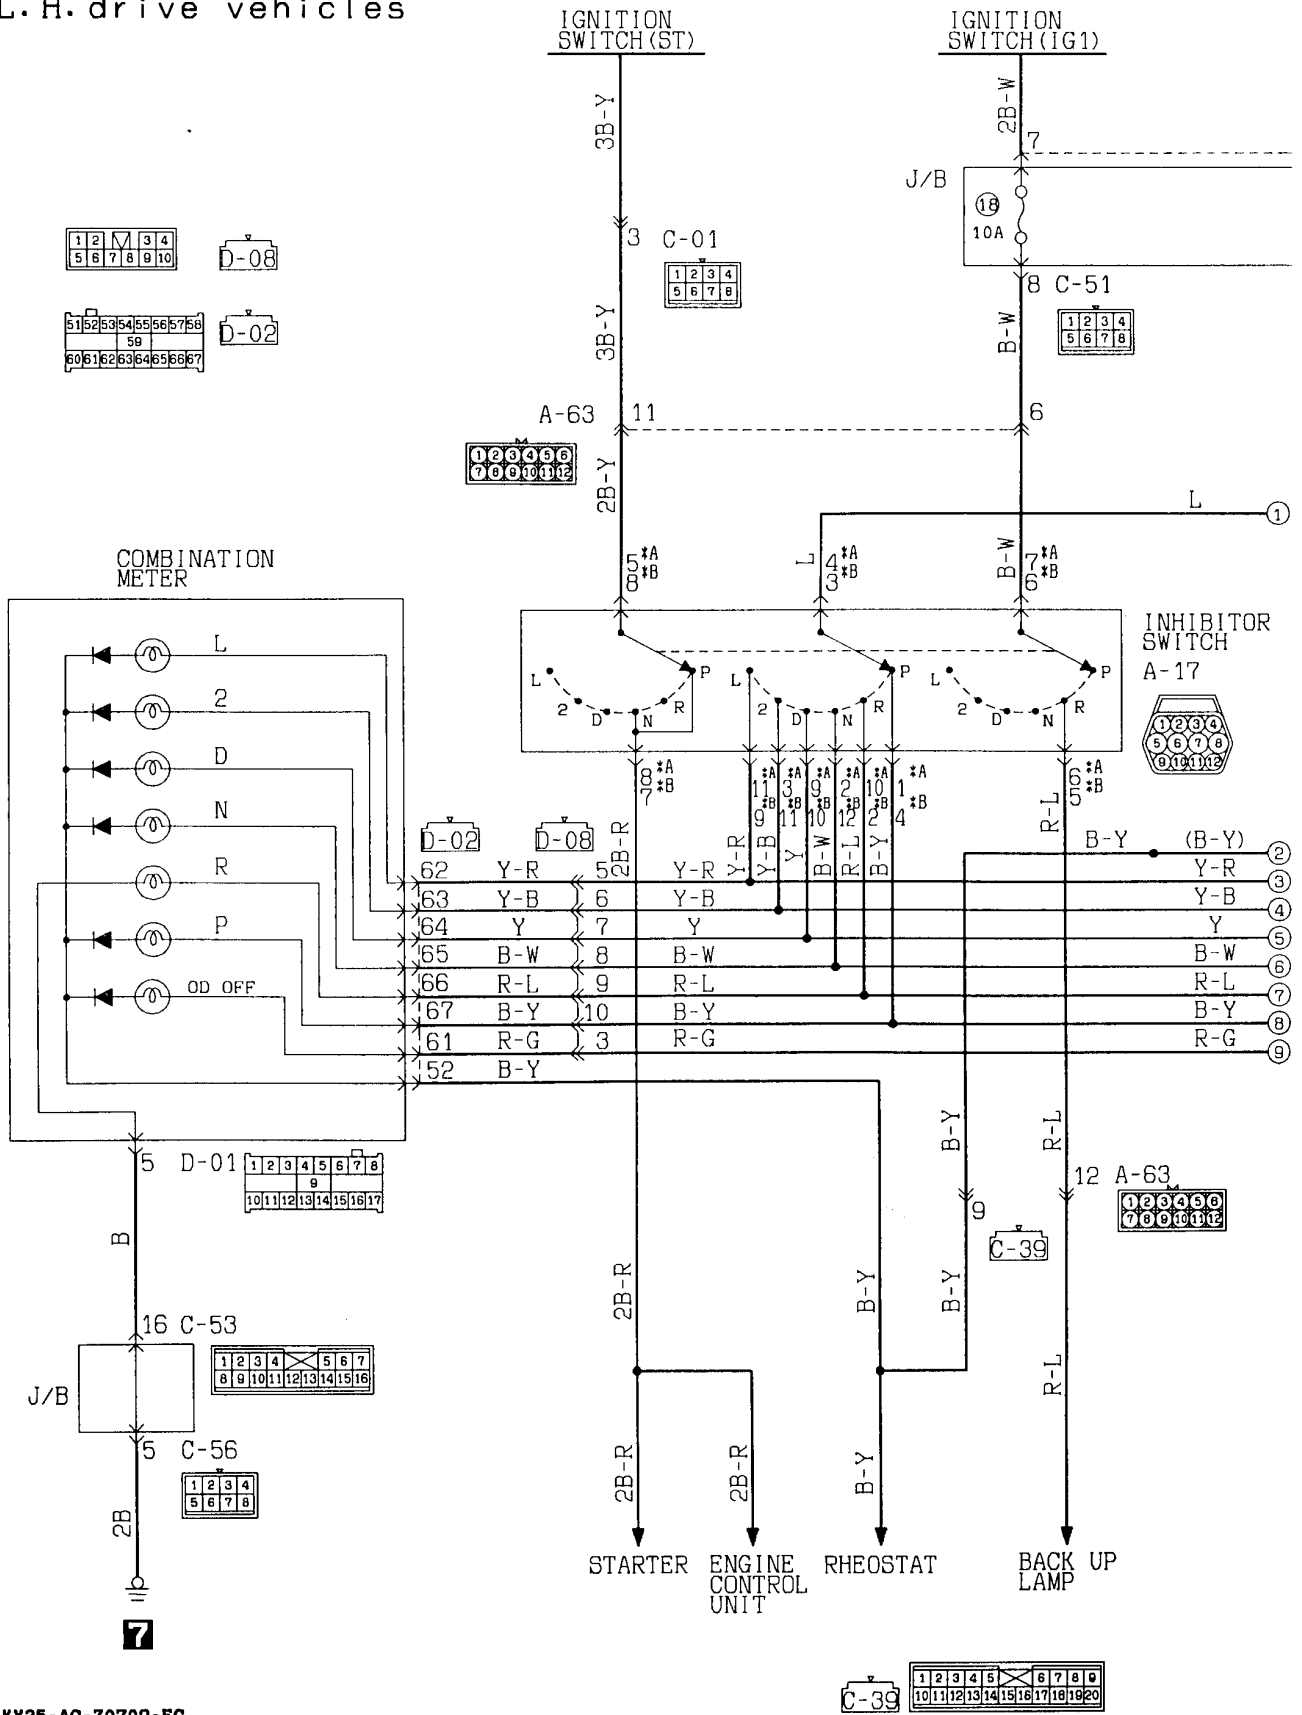 L.H.drive vehicles
IGNITION
SWITCH(ST)
IGNITION
SWITCH(IG1)
3B-Y
2B-W
7
J/B
18
10A
1 2 3 4
5 6 7 8 9 10
D-08
3 C-01
1 2 3 4
5 6 7 8
8 C-51
1 2 3 4
5 6 7 8
51 52 53 54 55 56 57 58
59
60 61 62 63 64 65 66 67
D-02
3B-Y
B-W
A-63 11
6
1 2 3 4 5 6
7 8 9 10 11 12
2B-Y
L
1
COMBINATION
METER
5*A
8*B
L
4*A
3*B
B-W
7*A
6*B
INHIBITOR
SWITCH
A-17
1 2 3 4
5 6 7 8
9 10 11 12
L 2 D N R P
L 2 D N R P
L 2 D N R P
L
2
D
N
R
P
OD OFF
8*A
7*B
*A *A *A *A *A *A
11 3 9 2 10 1
*B *B *B *B *B *B
9 11 10 12 2 4
6*A
5*B
2B-R
Y-R
Y-B
Y
B-W
R-L
B-Y
R-L
D-02
D-08
B-Y (B-Y) 2
62 Y-R 5 Y-R Y-R 3
63 Y-B 6 Y-B Y-B 4
64 Y 7 Y Y 5
65 B-W 8 B-W B-W 6
66 R-L 9 R-L R-L 7
67 B-Y 10 B-Y B-Y 8
61 R-G 3 R-G R-G 9
52 B-Y
5 D-01
1 2 3 4 5 6 7 8
9
10 11 12 13 14 15 16 17
B-Y
R-L
12 A-63
1 2 3 4 5 6
7 8 9 10 11 12
9
C-39
B
2B-R
B-Y
B-Y
R-L
16 C-53
1 2 3 4 5 6 7
8 9 10 11 12 13 14 15 16
J/B
5 C-56
1 2 3 4
5 6 7 8
2B
2B-R
2B-R
B-Y
STARTER
ENGINE
CONTROL
UNIT
RHEOSTAT
BACK UP
LAMP
7
C-39
1 2 3 4 5 6 7 8 9
10 11 12 13 14 15 16 17 18 19 20